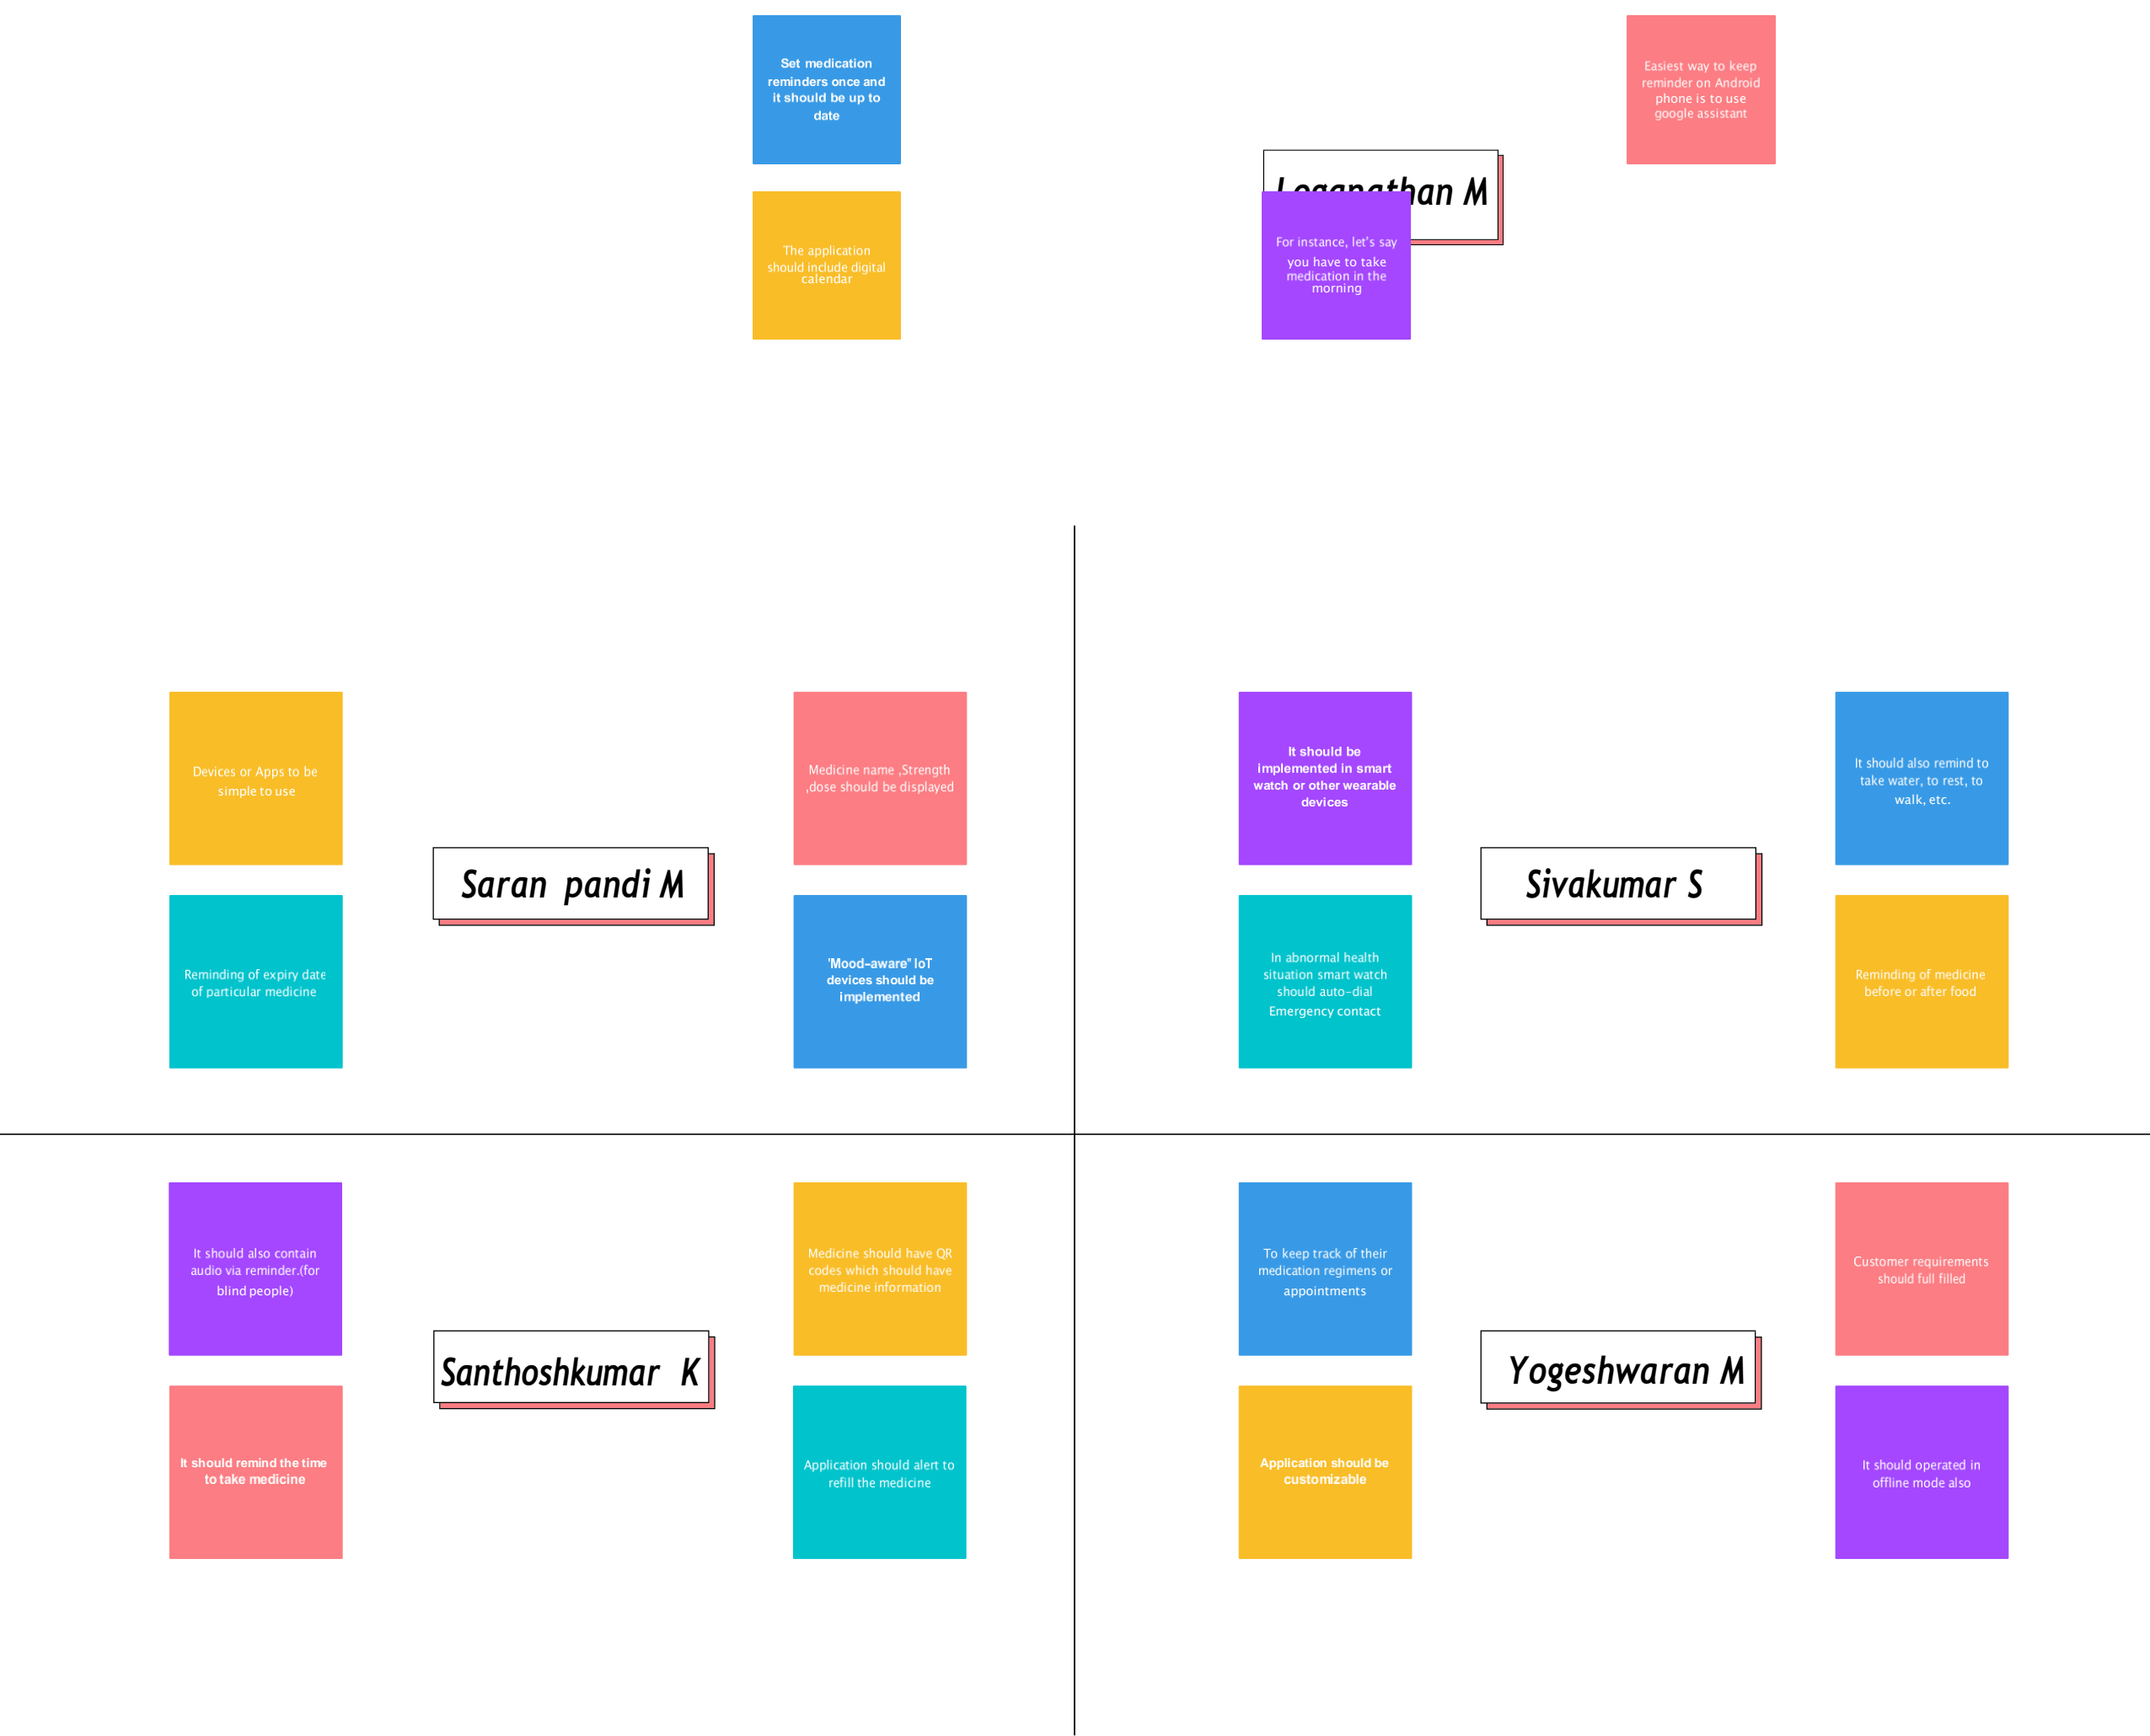 Set medication
reminders once and
it should be up to
date
Easiest way to keep
reminder on Android
phone is to use
google assistant
Loganathan M
The application
should include digital
calendar
For instance, let's say
you have to take
medication in the
morning
Devices or Apps to be
simple to use
Medicine name ,Strength
,dose should be displayed
Saran pandi M
Reminding of expiry date
of particular medicine
'Mood-aware" IoT
devices should be
implemented
It should be
implemented in smart
watch or other wearable
devices
It should also remind to
take water, to rest, to
walk, etc.
Sivakumar S
In abnormal health
situation smart watch
should auto-dial
Emergency contact
Reminding of medicine
before or after food
It should also contain
audio via reminder.(for
blind people)
Medicine should have QR
codes which should have
medicine information
Santhoshkumar K
It should remind the time
to take medicine
Application should alert to
refill the medicine
To keep track of their
medication regimens or
appointments
Customer requirements
should full filled
Yogeshwaran M
Application should be
customizable
It should operated in
offline mode also